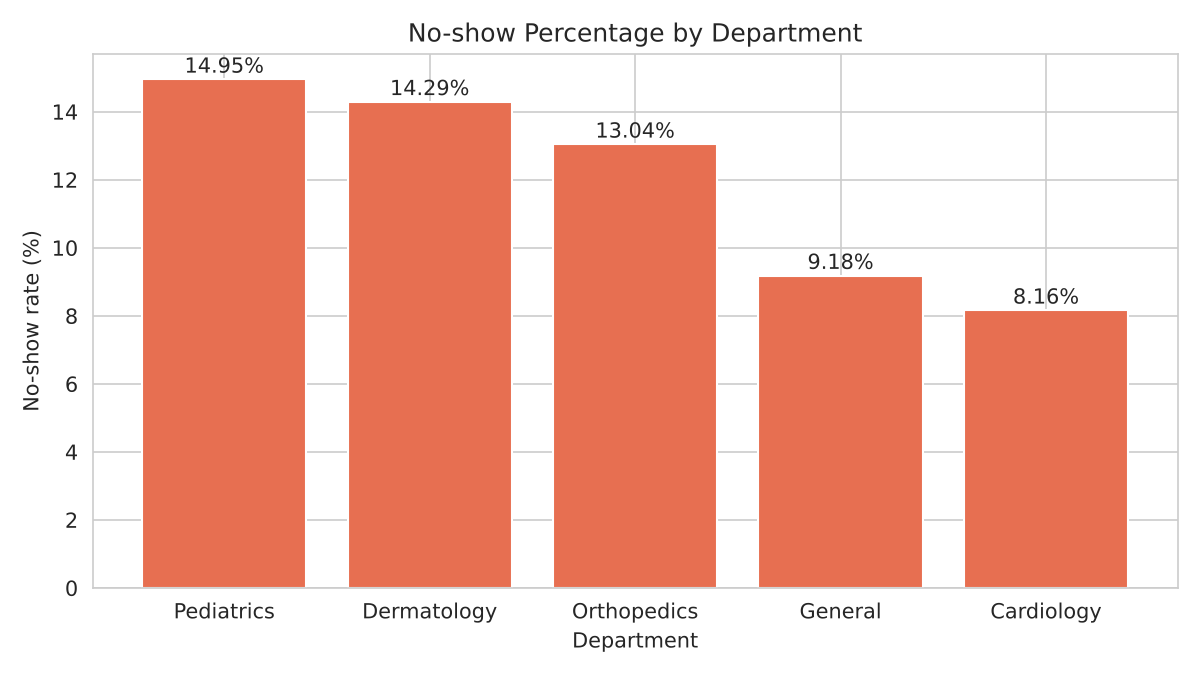 No-show Percentage by Department
No-show rate (%)
14
12
10
8
6
4
2
0
14.95%
14.29%
13.04%
9.18%
8.16%
Pediatrics
Dermatology
Orthopedics
General
Cardiology
Department